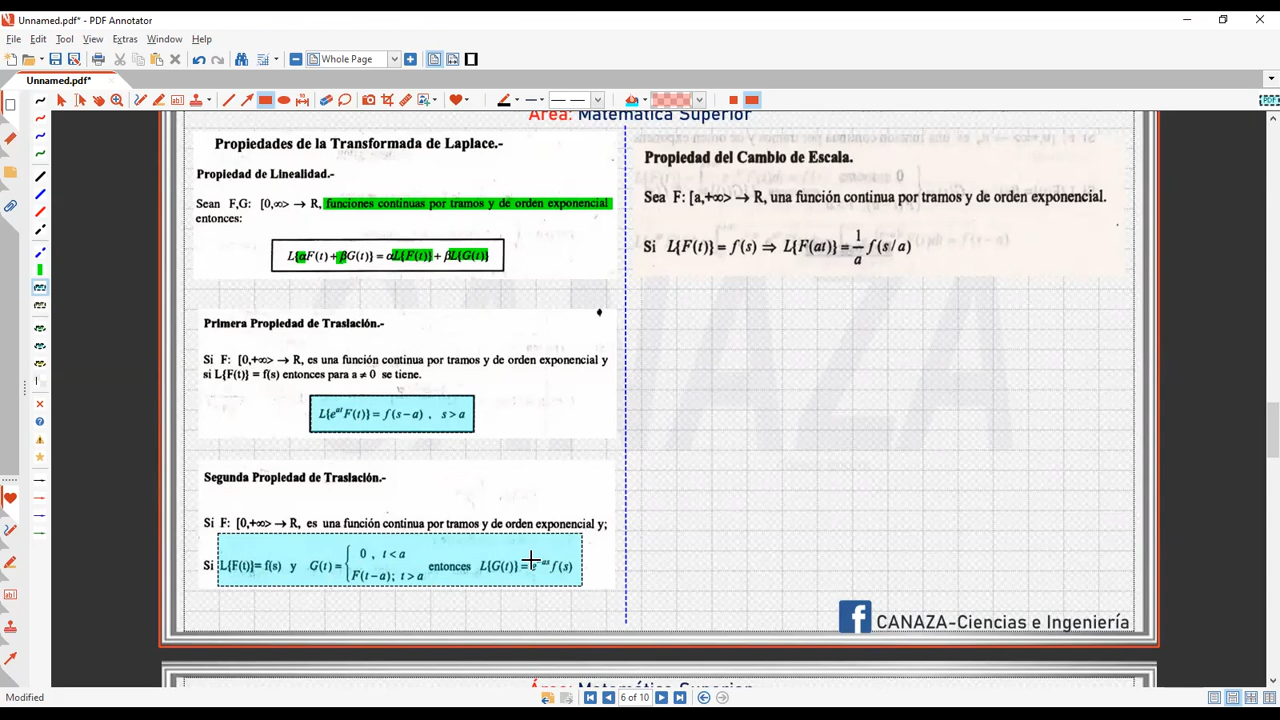 Unnamed.pdf* - PDF Annotator
File Edit Tool View Extras Window Help
Whole Page
Unnamed.pdf*
Área: Matemática Superior
Propiedades de la Transformada de Laplace.-
Propiedad de Linealidad.-
Sean F,G: [0,∞> → R, funciones continuas por tramos y de orden exponencial
entonces:
L{αF(t)+βG(t)} = αL{F(t)}+βL{G(t)}
Primera Propiedad de Traslación.-
Si F: [0,+∞> → R, es una función continua por tramos y de orden exponencial y
si L{F(t)} = f(s) entonces para a ≠ 0 se tiene.
L{e^{at}F(t)} = f(s-a) , s > a
Segunda Propiedad de Traslación.-
Si F: [0,+∞> → R, es una función continua por tramos y de orden exponencial y;
Si L{F(t)}= f(s) y G(t) = { 0 , t < a
F(t-a); t > a entonces L{G(t)} = e^{-as} f(s)
Propiedad del Cambio de Escala.
Sea F: [a,+∞> → R, una función continua por tramos y de orden exponencial.
Si L{F(t)} = f(s) ⇒ L{F(at)} = 1/a f(s/a)
CANAZA-Ciencias e Ingeniería
Modified
6 of 10